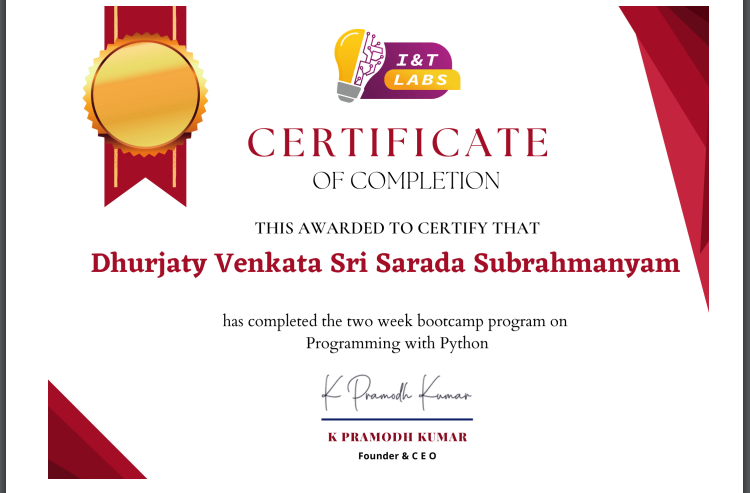 I&T
LABS
CERTIFICATE
OF COMPLETION
THIS AWARDED TO CERTIFY THAT
Dhurjaty Venkata Sri Sarada Subrahmanyam
has completed the two week bootcamp program on
Programming with Python
K Pramodh Kumar
K PRAMODH KUMAR
Founder & C E O